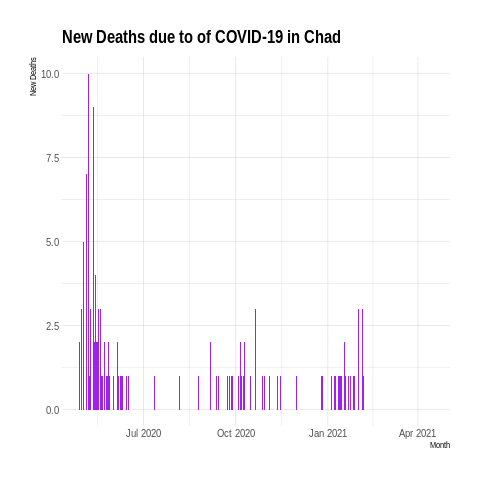 New Deaths due to of COVID-19 in Chad
New Deaths
10.0
7.5
5.0
2.5
0.0
Jul 2020 Oct 2020 Jan 2021 Apr 2021
Month